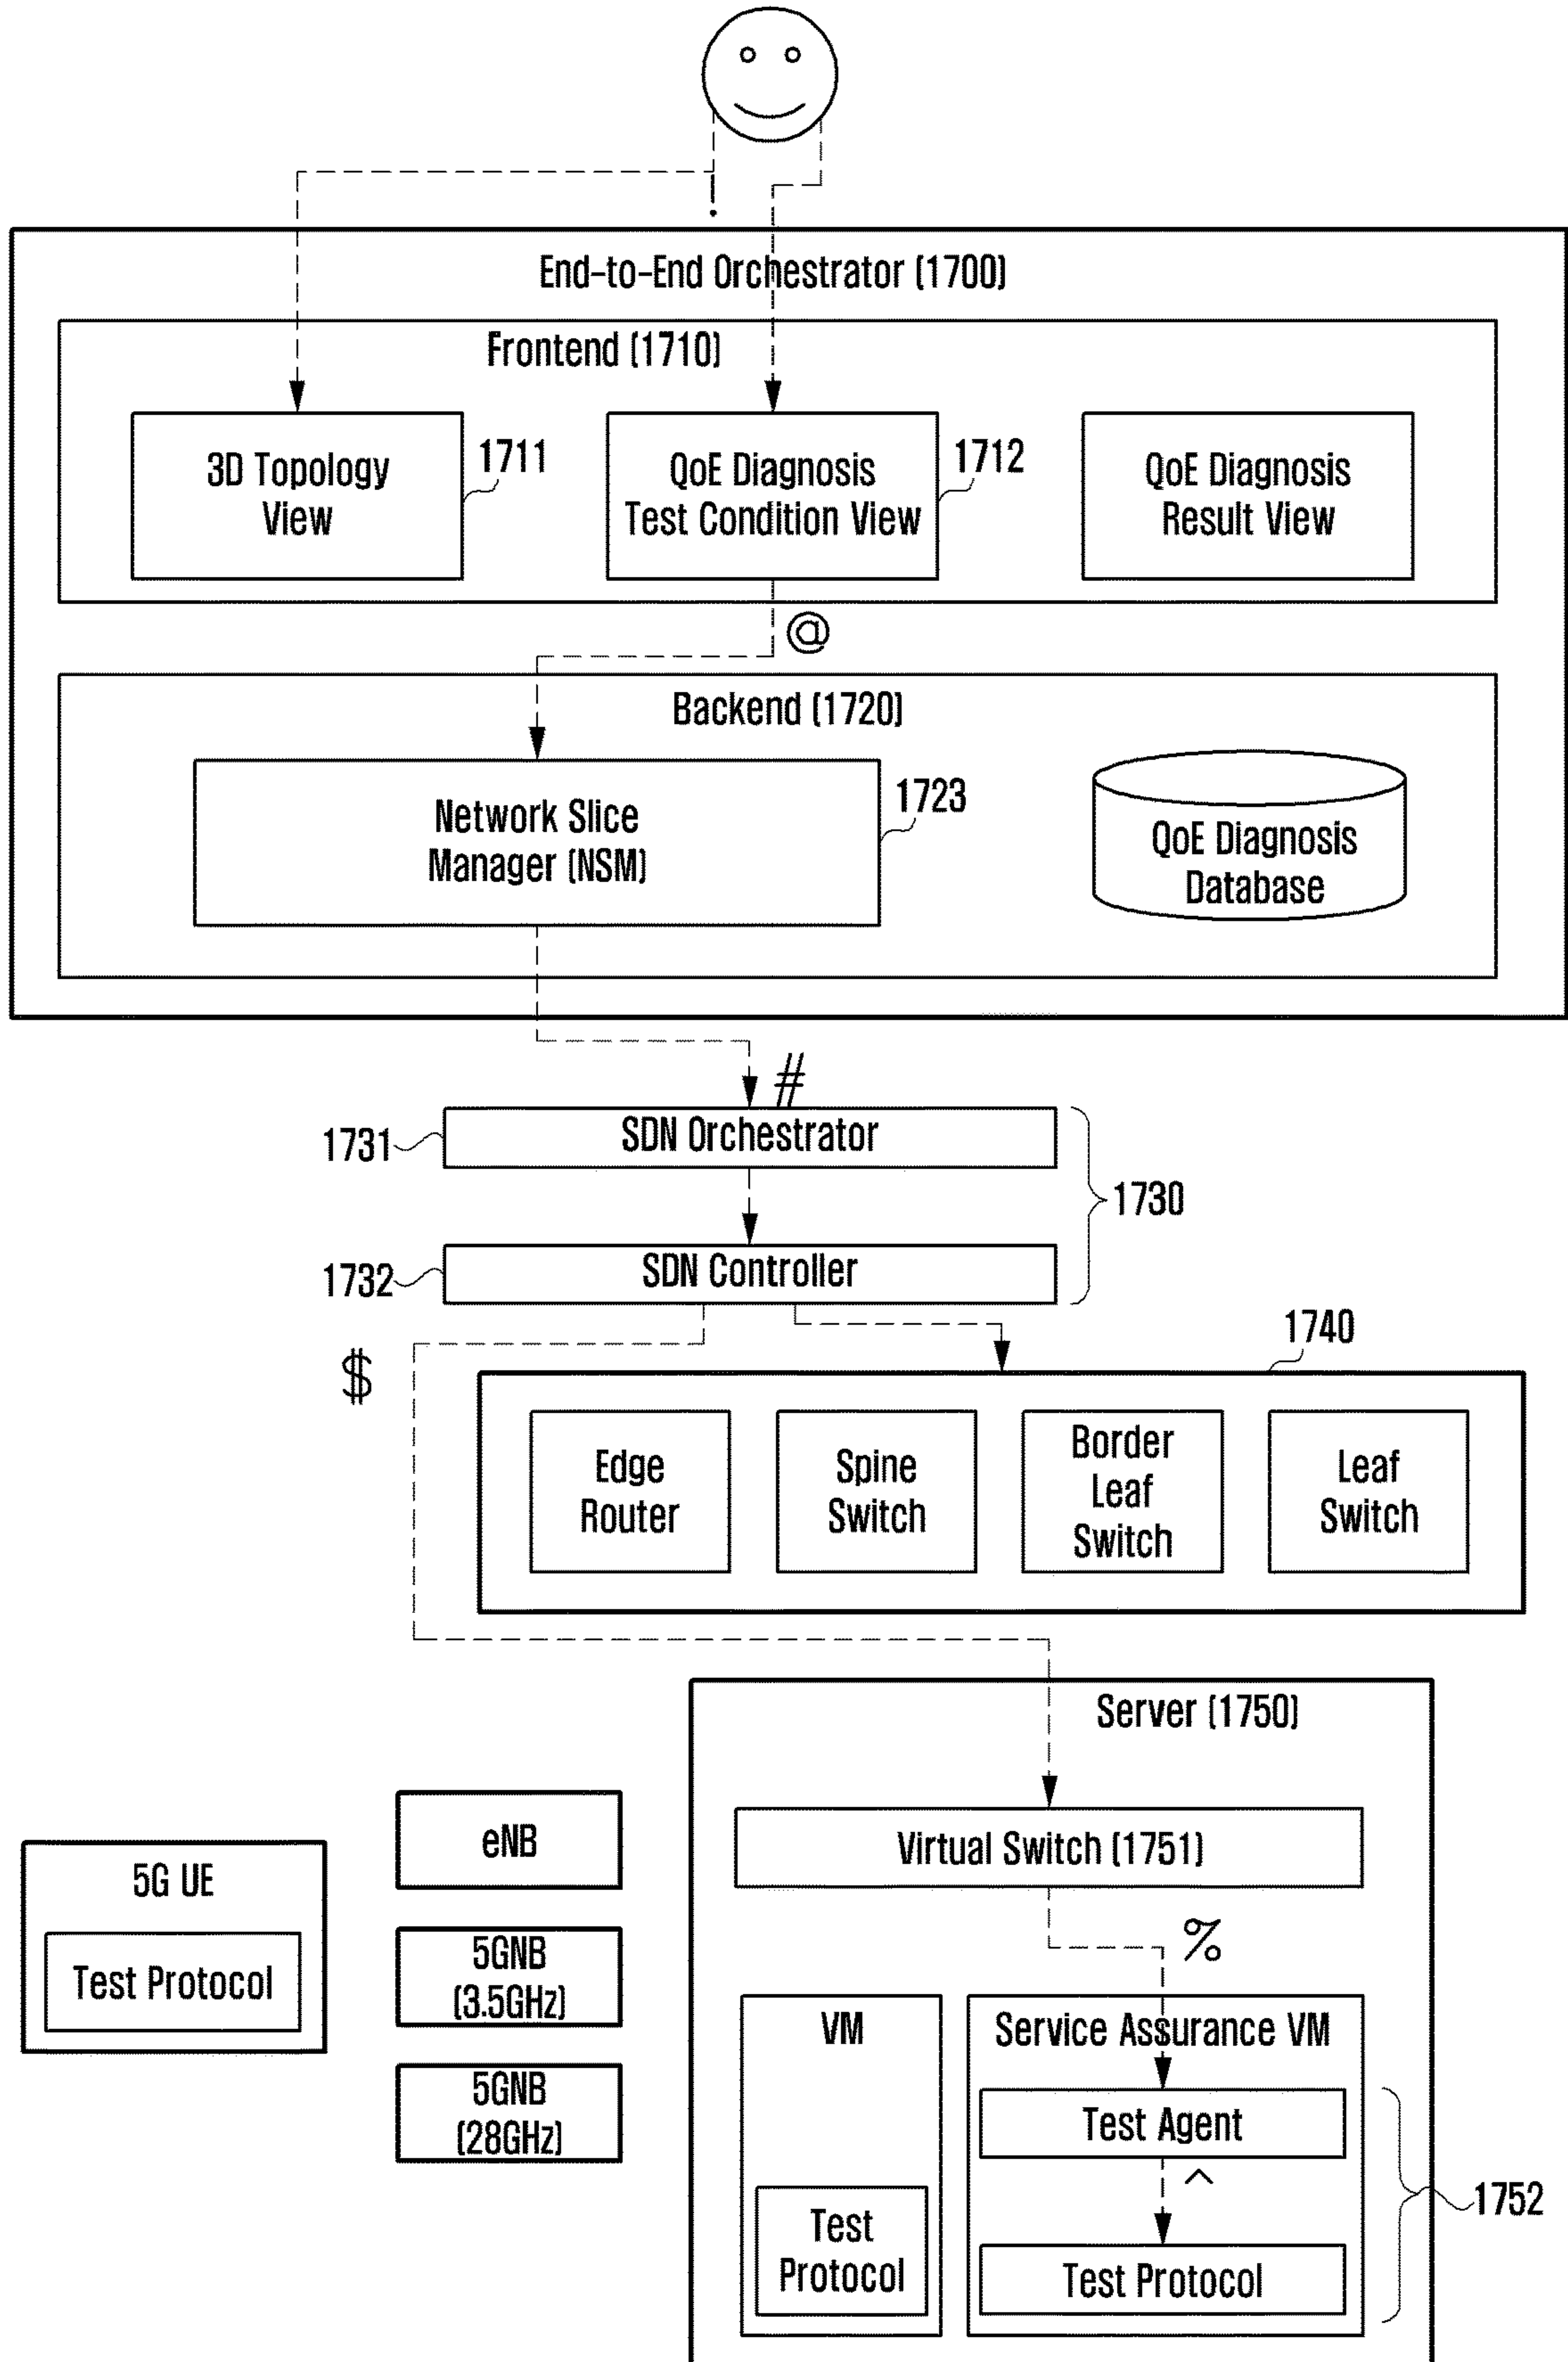 !
End-to-End Orchestrator (1700)
Frontend (1710)
3D Topology
View
1711
QoE Diagnosis
Test Condition View
1712
QoE Diagnosis
Result View
@
Backend (1720)
Network Slice
Manager (NSM)
1723
QoE Diagnosis
Database
#
1731
SDN Orchestrator
1730
1732
SDN Controller
$
1740
Edge
Router
Spine
Switch
Border
Leaf
Switch
Leaf
Switch
Server (1750)
Virtual Switch (1751)
5G UE
Test Protocol
eNB
5GNB
(3.5GHz)
5GNB
(28GHz)
%
VM
Test
Protocol
Service Assurance VM
Test Agent
^
Test Protocol
1752